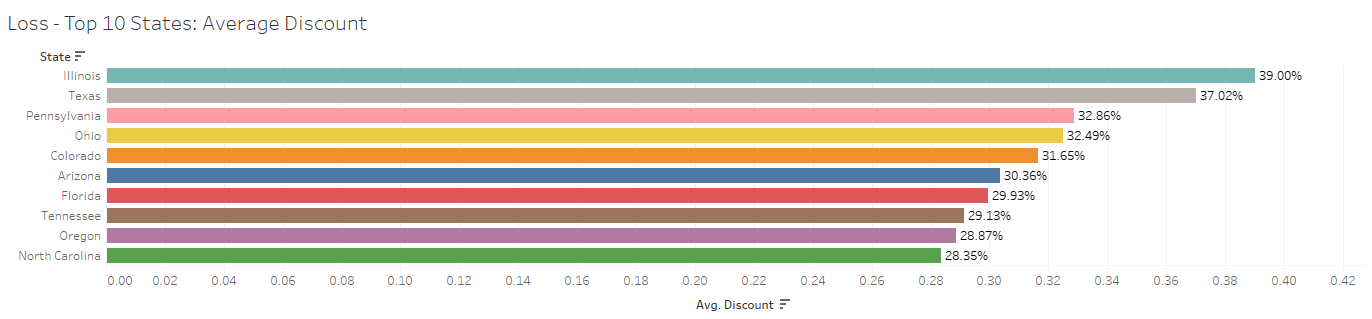 Loss - Top 10 States: Average Discount
State
Illinois 39.00%
Texas 37.02%
Pennsylvania 32.86%
Ohio 32.49%
Colorado 31.65%
Arizona 30.36%
Florida 29.93%
Tennessee 29.13%
Oregon 28.87%
North Carolina 28.35%
0.00 0.02 0.04 0.06 0.08 0.10 0.12 0.14 0.16 0.18 0.20 0.22 0.24 0.26 0.28 0.30 0.32 0.34 0.36 0.38 0.40 0.42
Avg. Discount